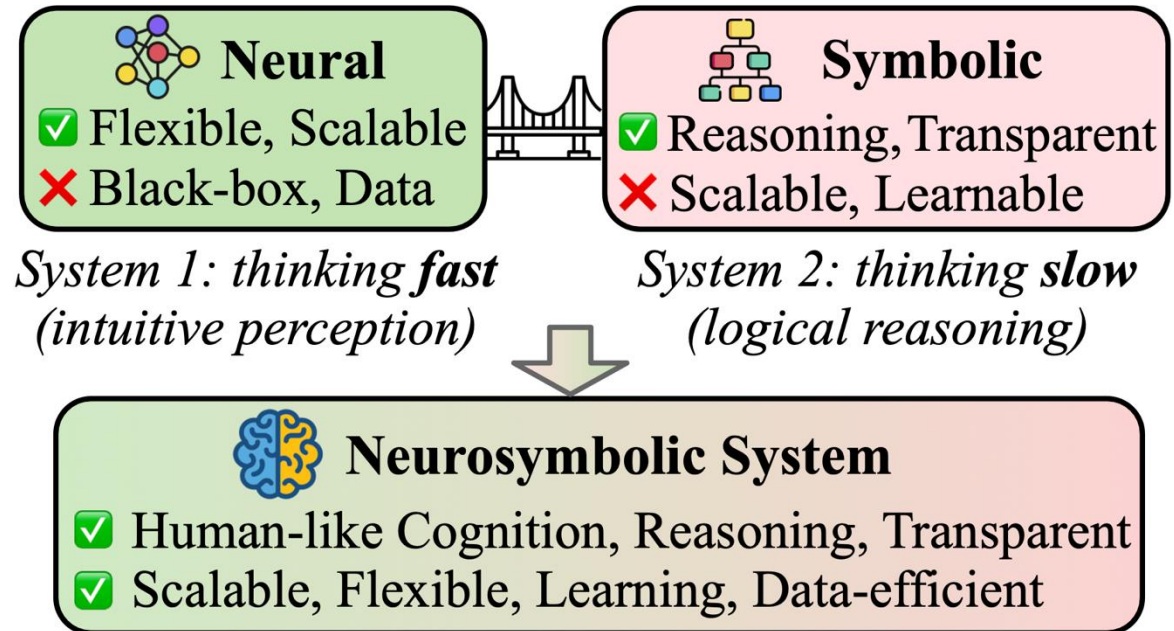 Neural
✅ Flexible, Scalable
❌ Black-box, Data
System 1: thinking fast
(intuitive perception)
Symbolic
✅ Reasoning, Transparent
❌ Scalable, Learnable
System 2: thinking slow
(logical reasoning)
Neurosymbolic System
✅ Human-like Cognition, Reasoning, Transparent
✅ Scalable, Flexible, Learning, Data-efficient